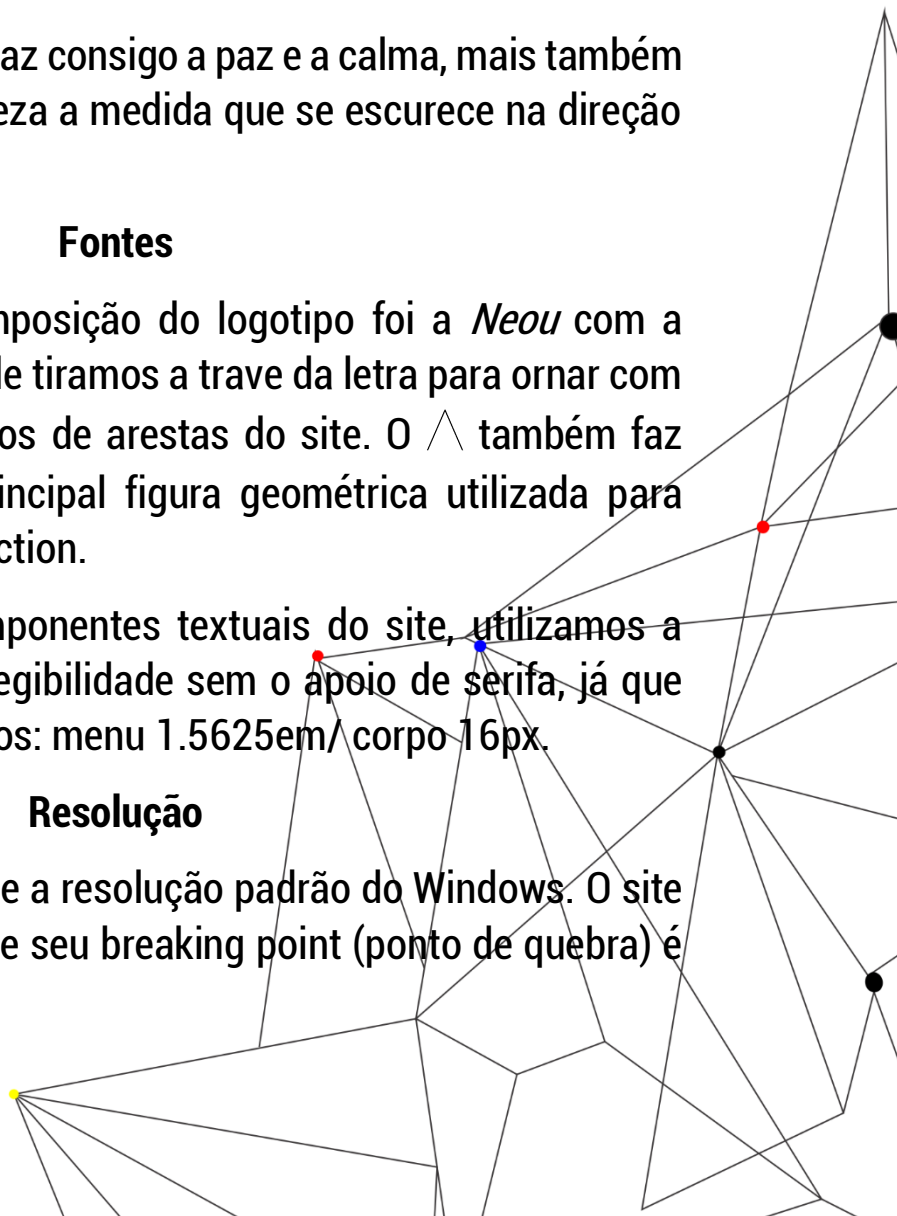 az consigo a paz e a calma, mais também
eza a medida que se escurece na direção
Fontes
nposição do logotipo foi a Neou com a
le tiramos a trave da letra para ornar com
os de arestas do site. O /\ também faz
incipal figura geométrica utilizada para
ction.
nponentes textuais do site, utilizamos a
egibilidade sem o apoio de serifa, já que
os: menu 1.5625em/ corpo 16px.
Resolução
e a resolução padrão do Windows. O site
e seu breaking point (ponto de quebra) é